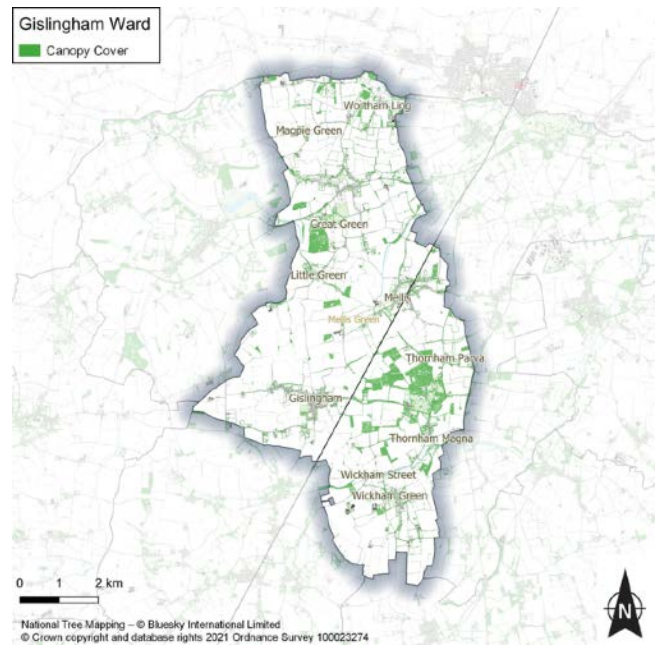 Gislingham Ward
Canopy Cover
Wortham Ling
Magpie Green
Great Green
Little Green
Mellis
Mellis Green
Thornham Parva
Gislingham
Thornham Magna
Wickham Street
Wickham Green
0 1 2 km
National Tree Mapping – © Bluesky International Limited
© Crown copyright and database rights 2021 Ordnance Survey 100023274
N